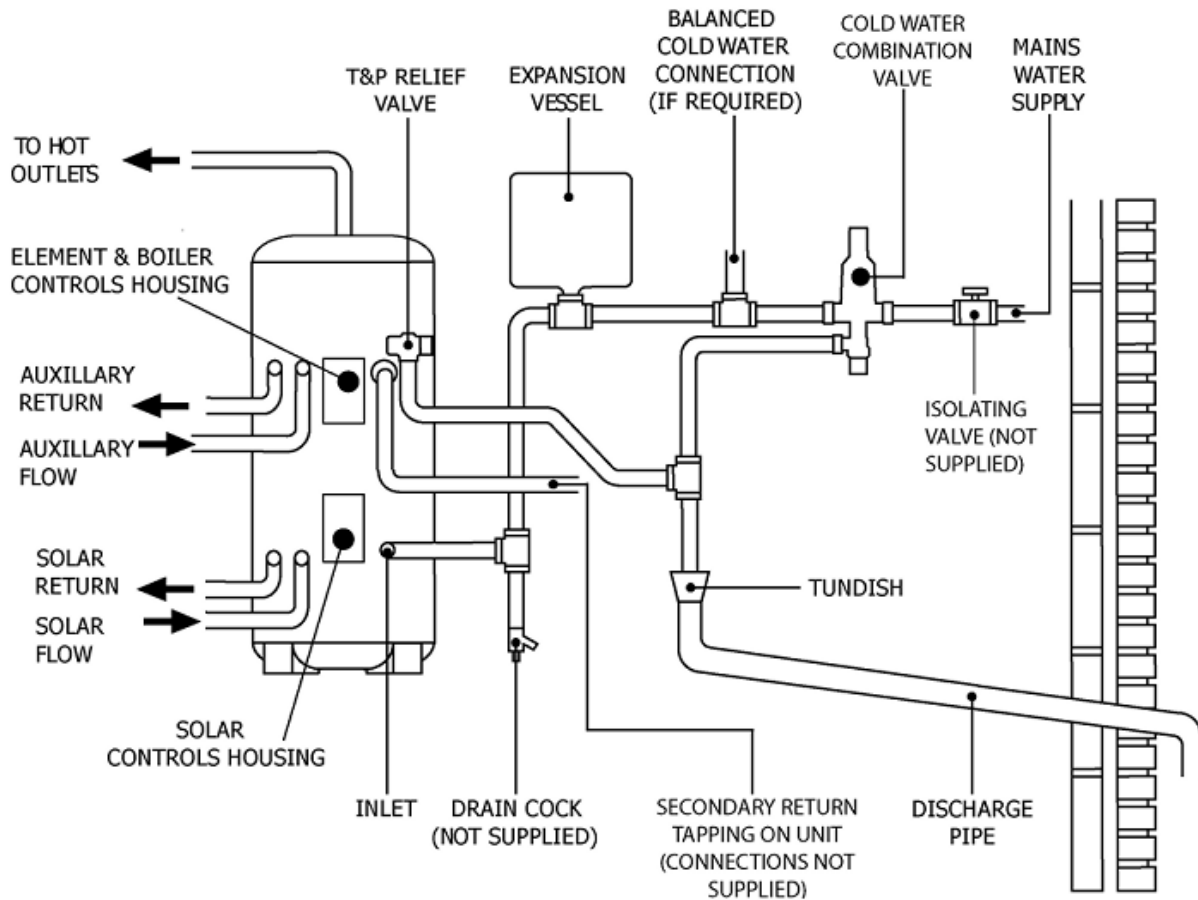 BALANCED
COLD WATER
CONNECTION
(IF REQUIRED)
COLD WATER
COMBINATION
VALVE
MAINS
WATER
SUPPLY
T&P RELIEF
VALVE
EXPANSION
VESSEL
TO HOT
OUTLETS
ELEMENT & BOILER
CONTROLS HOUSING
AUXILLARY
RETURN
AUXILLARY
FLOW
ISOLATING
VALVE (NOT
SUPPLIED)
SOLAR
RETURN
SOLAR
FLOW
TUNDISH
SOLAR
CONTROLS HOUSING
INLET
DRAIN COCK
(NOT SUPPLIED)
SECONDARY RETURN
TAPPING ON UNIT
(CONNECTIONS NOT
SUPPLIED)
DISCHARGE
PIPE